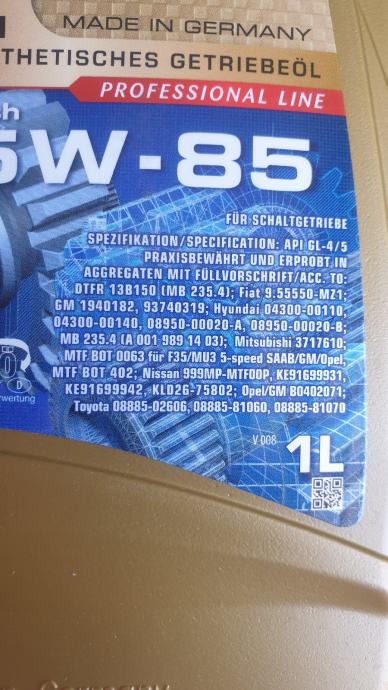 MADE IN GERMANY
THETISCHES GETRIEBEÖL
PROFESSIONAL LINE
5W-85
FÜR SCHALTGETRIEBE
SPEZIFIKATION/SPECIFICATION: API GL-4/5
PRAXISBEWÄHRT UND ERPROBT IN
AGGREGATEN MIT FÜLLVORSCHRIFT/ACC. TO:
DTFR 13B150 (MB 235.4); Fiat 9.55550-MZ1;
GM 1940182, 93740319; Hyundai 04300-00110,
04300-00140, 08950-00020-A, 08950-00020-B;
MB 235.4 (A 001 989 14 03); Mitsubishi 3717610;
MTF BOT 0063 für F35/MU3 5-speed SAAB/GM/Opel,
MTF BOT 402; Nissan 999MP-MTF00P, KE91699931,
KE91699942, KLD26-75802; Opel/GM B0402071;
Toyota 08885-02606, 08885-81060, 08885-81070
D
erwertung
V 008
1L
Germany